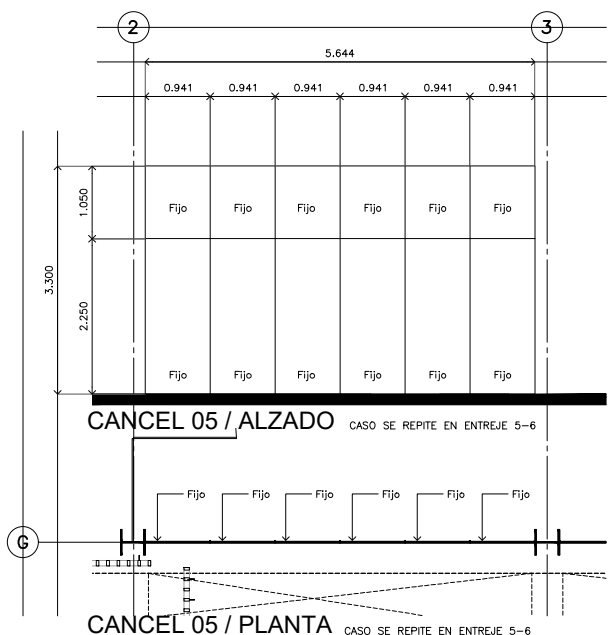 2 3
5.644
0.941 0.941 0.941 0.941 0.941 0.941
1.050
3.300
2.250
Fijo Fijo Fijo Fijo Fijo Fijo
Fijo Fijo Fijo Fijo Fijo Fijo
CANCEL 05 / ALZADO CASO SE REPITE EN ENTREJE 5-6
Fijo Fijo Fijo Fijo Fijo Fijo
G
CANCEL 05 / PLANTA CASO SE REPITE EN ENTREJE 5-6